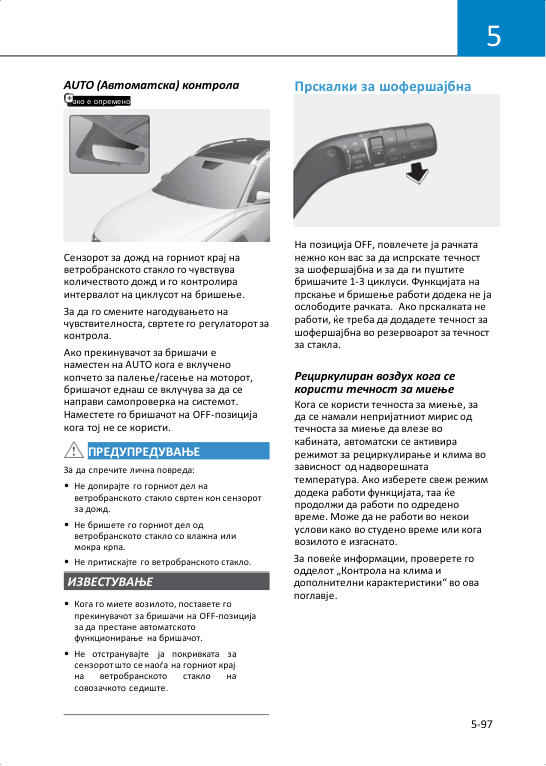 5
AUTO (Автоматска) контрола
ако е опремено
Сензорот за дожд на горниот крај на
ветробранското стакло го чувствува
количеството дожд и го контролира
интервалот на циклусот на бришење.
За да го смените нагодувањето на
чувствителноста, свртете го регулаторот за
контрола.
Ако прекинувачот за бришачи е
наместен на AUTO кога е вклучено
копчето за палење/гасење на моторот,
бришачот еднаш се вклучува за да се
направи самопроверка на системот.
Наместете го бришачот на OFF-позиција
кога тој не се користи.
ПРЕДУПРЕДУВАЊЕ
За да спречите лична повреда:
• Не допирајте го горниот дел на
ветробранското стакло свртен кон сензорот
за дожд.
• Не бришете го горниот дел од
ветробранското стакло со влажна или
мокра крпа.
• Не притискајте го ветробранското стакло.
ИЗВЕСТУВАЊЕ
• Кога го миете возилото, поставете го
прекинувачот за бришачи на OFF-позиција
за да престане автоматското
функционирање на бришачот.
• Не отстранувајте ја покривката за
сензорот што се наоѓа на горниот крај
на ветробранското стакло на
совозачкото седиште.
Прскалки за шофершајбна
На позиција OFF, повлечете ја рачката
нежно кон вас за да испрскате течност
за шофершајбна и за да ги пуштите
бришачите 1-3 циклуси. Функцијата на
прскање и бришење работи додека не ја
ослободите рачката. Ако прскалката не
работи, ќе треба да додадете течност за
шофершајбна во резервоарот за течност
за стакла.
Рециркулиран воздух кога се
користи течност за миење
Кога се користи течноста за миење, за
да се намали непријатниот мирис од
течноста за миење да влезе во
кабината, автоматски се активира
режимот за рециркулирање и клима во
зависност од надворешната
температура. Ако изберете свеж режим
додека работи функцијата, таа ќе
продолжи да работи по одредено
време. Може да не работи во некои
услови како во студено време или кога
возилото е изгаснато.
За повеќе информации, проверете го
одделот „Контрола на клима и
дополнителни карактеристики“ во ова
поглавје.
5-97